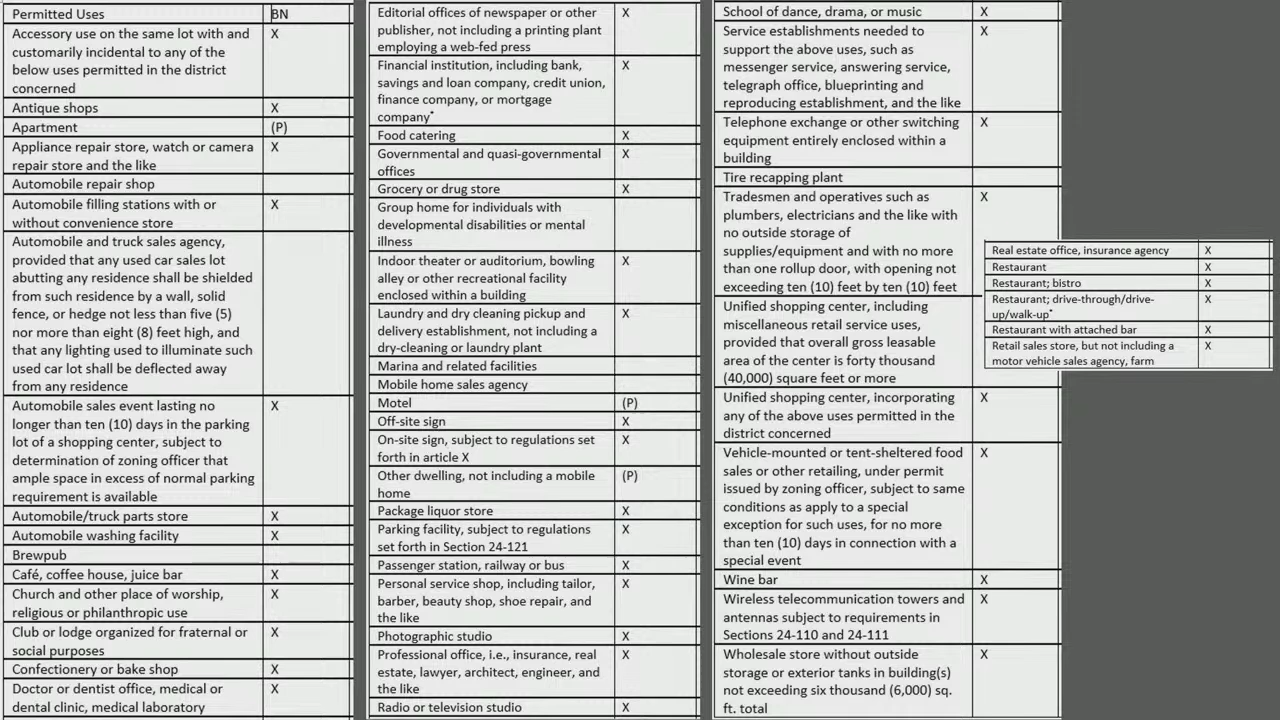 Permitted Uses BN
Accessory use on the same lot with and X
customarily incidental to any of the
below uses permitted in the district
concerned
Antique shops X
Apartment (P)
Appliance repair store, watch or camera X
repair store and the like
Automobile repair shop
Automobile filling stations with or X
without convenience store
Automobile and truck sales agency,
provided that any used car sales lot
abutting any residence shall be shielded
from such residence by a wall, solid
fence, or hedge not less than five (5)
nor more than eight (8) feet high, and
that any lighting used to illuminate such
used car lot shall be deflected away
from any residence
Automobile sales event lasting no X
longer than ten (10) days in the parking
lot of a shopping center, subject to
determination of zoning officer that
ample space in excess of normal parking
requirement is available
Automobile/truck parts store X
Automobile washing facility X
Brewpub
Café, coffee house, juice bar X
Church and other place of worship, X
religious or philanthropic use
Club or lodge organized for fraternal or X
social purposes
Confectionery or bake shop X
Doctor or dentist office, medical or X
dental clinic, medical laboratory
Editorial offices of newspaper or other X
publisher, not including a printing plant
employing a web-fed press
Financial institution, including bank, X
savings and loan company, credit union,
finance company, or mortgage
company*
Food catering X
Governmental and quasi-governmental X
offices
Grocery or drug store X
Group home for individuals with
developmental disabilities or mental
illness
Indoor theater or auditorium, bowling X
alley or other recreational facility
enclosed within a building
Laundry and dry cleaning pickup and X
delivery establishment, not including a
dry-cleaning or laundry plant
Marina and related facilities
Mobile home sales agency
Motel (P)
Off-site sign X
On-site sign, subject to regulations set X
forth in article X
Other dwelling, not including a mobile (P)
home
Package liquor store X
Parking facility, subject to regulations X
set forth in Section 24-121
Passenger station, railway or bus X
Personal service shop, including tailor, X
barber, beauty shop, shoe repair, and
the like
Photographic studio X
Professional office, i.e., insurance, real X
estate, lawyer, architect, engineer, and
the like
Radio or television studio X
School of dance, drama, or music X
Service establishments needed to X
support the above uses, such as
messenger service, answering service,
telegraph office, blueprinting and
reproducing establishment, and the like
Telephone exchange or other switching X
equipment entirely enclosed within a
building
Tire recapping plant
Tradesmen and operatives such as X
plumbers, electricians and the like with
no outside storage of
supplies/equipment and with no more
than one rollup door, with opening not
exceeding ten (10) feet by ten (10) feet
Unified shopping center, including
miscellaneous retail service uses,
provided that overall gross leasable
area of the center is forty thousand
(40,000) square feet or more
Unified shopping center, incorporating X
any of the above uses permitted in the
district concerned
Vehicle-mounted or tent-sheltered food X
sales or other retailing, under permit
issued by zoning officer, subject to same
conditions as apply to a special
exception for such uses, for no more
than ten (10) days in connection with a
special event
Wine bar X
Wireless telecommunication towers and X
antennas subject to requirements in
Sections 24-110 and 24-111
Wholesale store without outside X
storage or exterior tanks in building(s)
not exceeding six thousand (6,000) sq.
ft. total
Real estate office, insurance agency X
Restaurant X
Restaurant; bistro X
Restaurant; drive-through/drive- X
up/walk-up*
Restaurant with attached bar X
Retail sales store, but not including a X
motor vehicle sales agency, farm